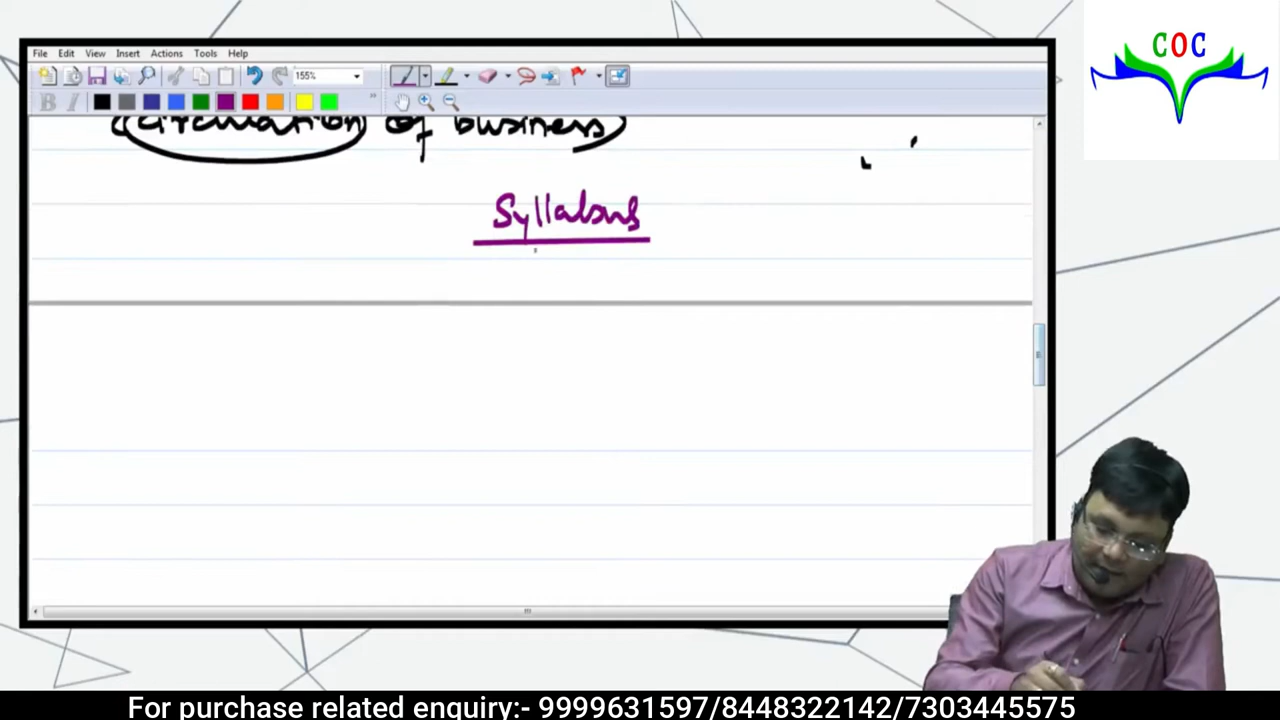 COC
File Edit View Insert Actions Tools Help
155%
B I
(circulation) of business)
Syllabus
For purchase related enquiry:- 9999631597/8448322142/7303445575